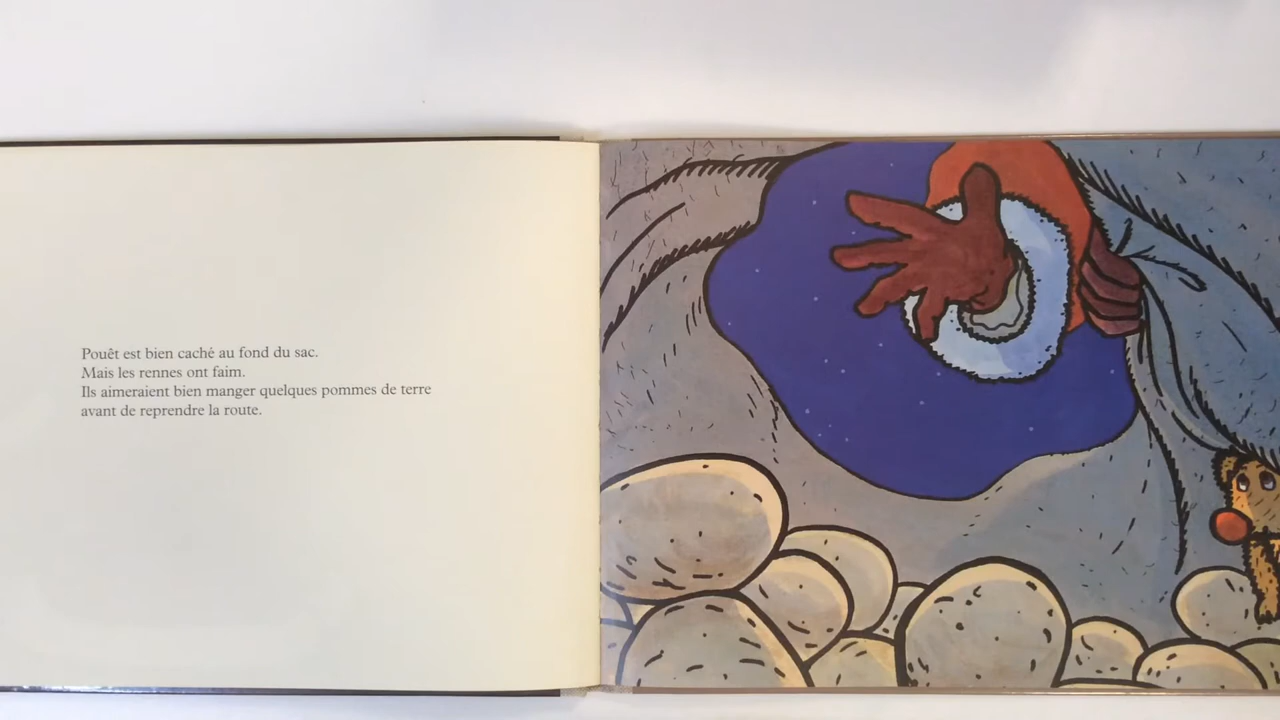 Pouêt est bien caché au fond du sac.
Mais les rennes ont faim.
Ils aimeraient bien manger quelques pommes de terre
avant de reprendre la route.